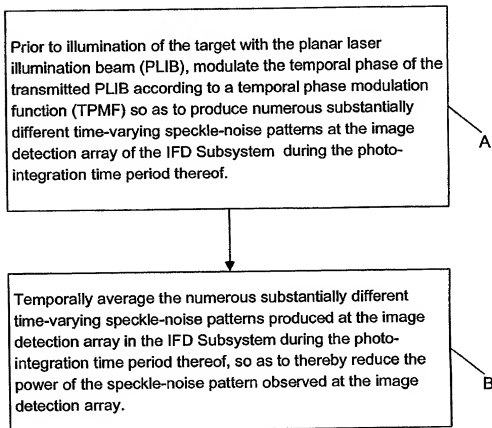 Prior to illumination of the target with the planar laser
illumination beam (PLIB), modulate the temporal phase of the
transmitted PLIB according to a temporal phase modulation
function (TPMF) so as to produce numerous substantially
different time-varying speckle-noise patterns at the image
detection array of the IFD Subsystem during the photo-
integration time period thereof.
A
Temporally average the numerous substantially different
time-varying speckle-noise patterns produced at the image
detection array in the IFD Subsystem during the photo-
integration time period thereof, so as to thereby reduce the
power of the speckle-noise pattern observed at the image
detection array.
B